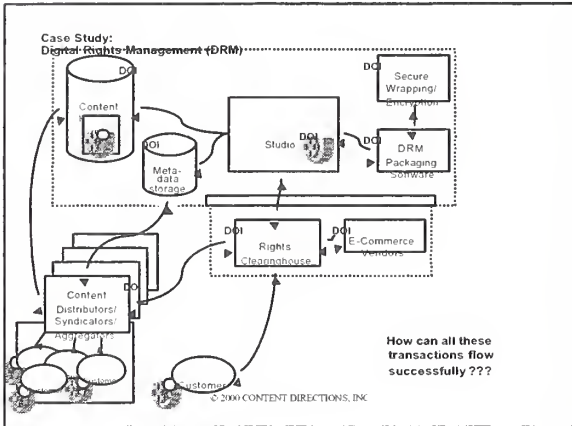 Case Study:
Digital Rights Management (DRM)
DOI
Content
DOI
Meta-
data
storage
Studio
DOI
DOI
Secure
Wrapping/
Encryption
DOI
DRM
Packaging
Software
DOI
Rights
Clearinghouse
DOI
E-Commerce
Vendors
DOI
Content
Distributors/
Syndicators/
Aggregators
Customer
How can all these
transactions flow
successfully ???
© 2000 CONTENT DIRECTIONS, INC